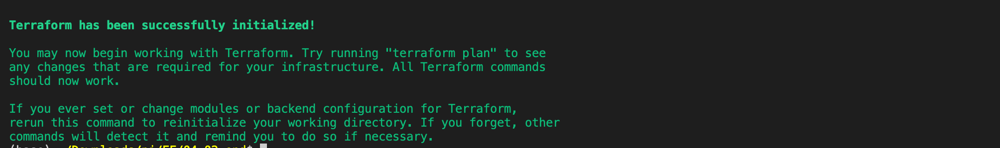 Terraform has been successfully initialized!
You may now begin working with Terraform. Try running "terraform plan" to see
any changes that are required for your infrastructure. All Terraform commands
should now work.
If you ever set or change modules or backend configuration for Terraform,
rerun this command to reinitialize your working directory. If you forget, other
commands will detect it and remind you to do so if necessary.